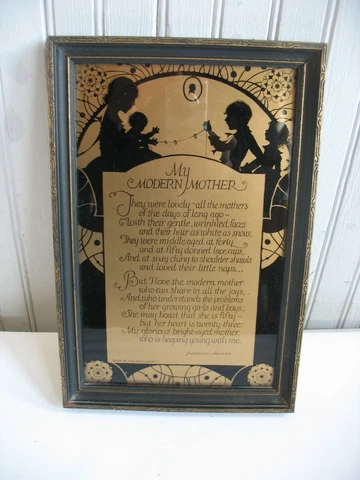 My
MODERN MOTHER
They were lovely - all the mothers
of the days of long ago -
With their gentle, wrinkled faces
and their hair as white as snow.
They were middle-aged at forty
and at fifty donned lace caps,
And at sixty clung to shoulder shawls
and loved their little naps...
But I love the modern mother
who can share in all the joys,
And who understands the problems
of her growing girls and boys;
She may boast that she is fifty -
but her heart is twenty-three:
My glorious bright-eyed mother
who is keeping young with me.